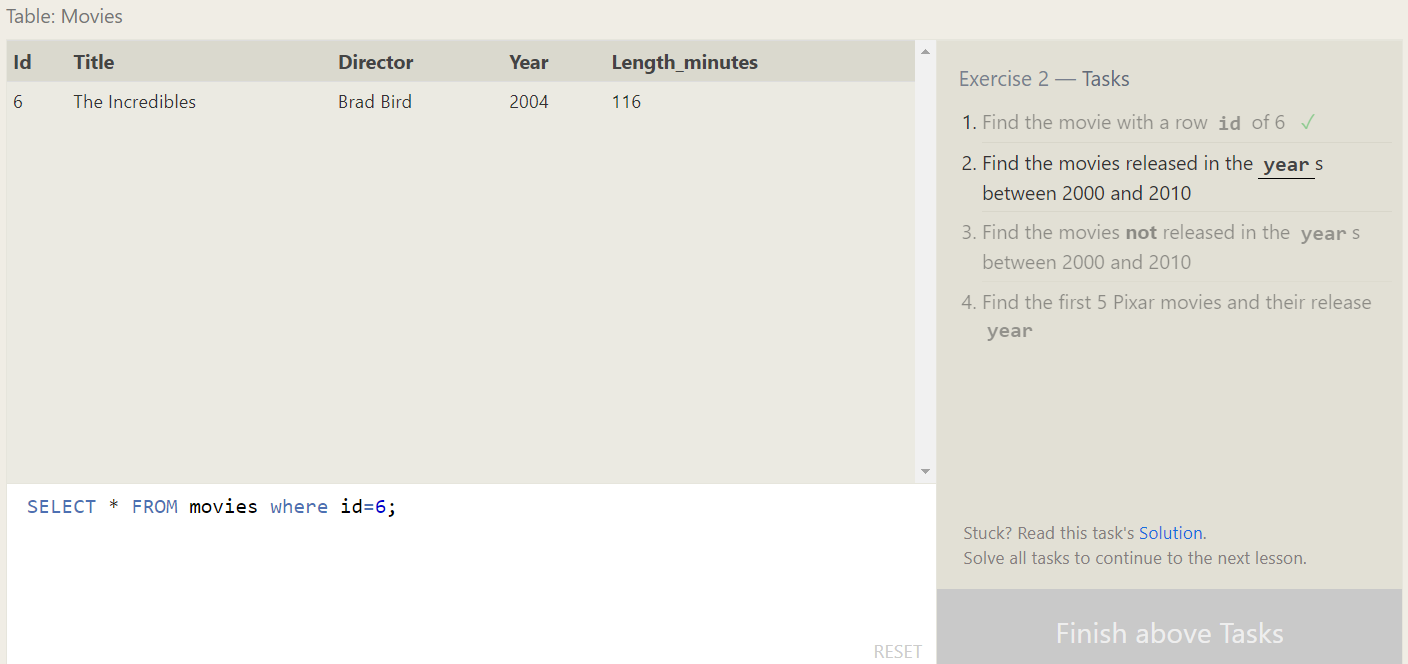 Table: Movies
Id Title Director Year Length_minutes
6 The Incredibles Brad Bird 2004 116
SELECT * FROM movies where id=6;
RESET
Exercise 2 — Tasks
1. Find the movie with a row id of 6 ✓
2. Find the movies released in the year s
between 2000 and 2010
3. Find the movies not released in the year s
between 2000 and 2010
4. Find the first 5 Pixar movies and their release
year
Stuck? Read this task's Solution.
Solve all tasks to continue to the next lesson.
Finish above Tasks